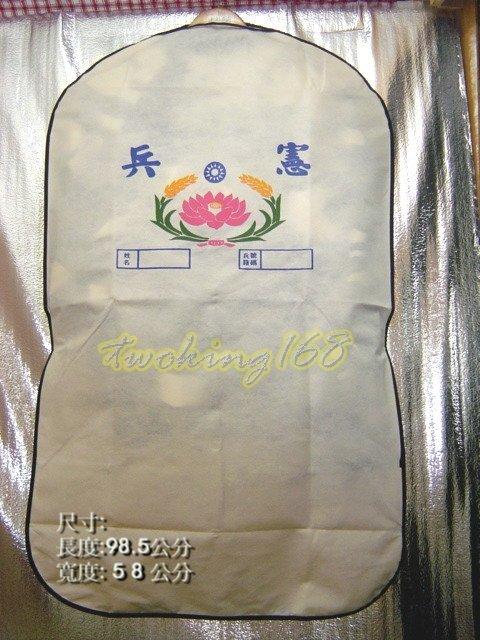 憲兵
姓名
兵籍號碼
twoking168
尺寸:
長度:98.5公分
寬度: 5 8 公分